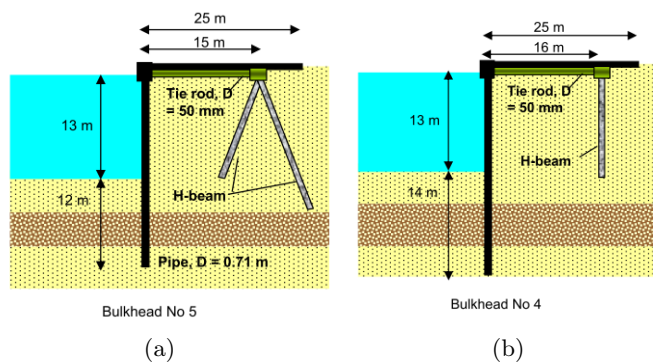 25 m
15 m
Tie rod, D
= 50 mm
13 m
H-beam
12 m
Pipe, D = 0.71 m
Bulkhead No 5
(a)
25 m
16 m
Tie rod, D
= 50 mm
13 m
H-beam
14 m
Bulkhead No 4
(b)